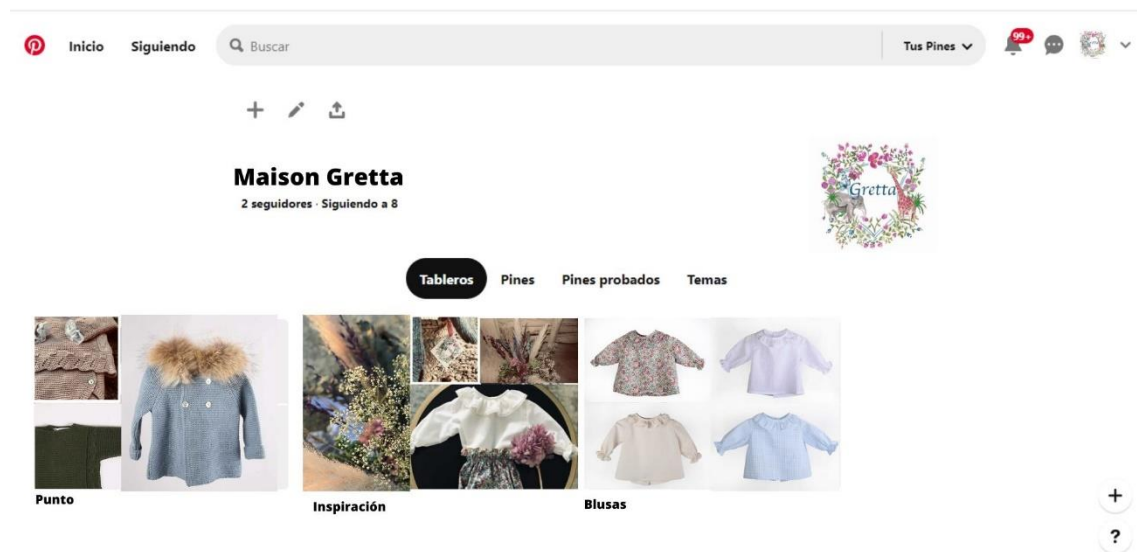 Inicio Siguiendo Buscar Tus Pines 99+
Maison Gretta
2 seguidores · Siguiendo a 8
Gretta
Tableros Pines Pines probados Temas
Punto
Inspiración
Blusas
+
?